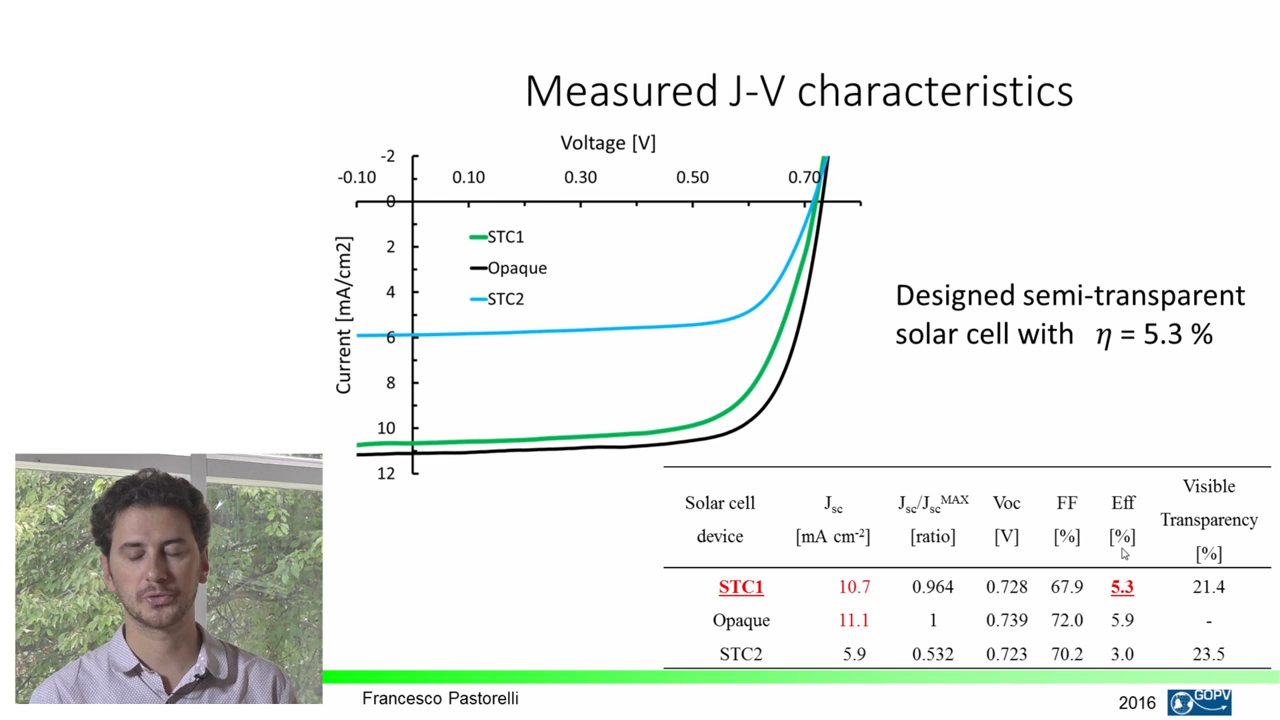 Measured J-V characteristics
Voltage [V]
-2
-0.10 0.10 0.30 0.50 0.70
0
2
4
6
8
10
12
Current [mA/cm2]
STC1
Opaque
STC2
Designed semi-transparent
solar cell with η = 5.3 %
Solar cell device Jsc [mA cm-2] Jsc/JscMAX [ratio] Voc [V] FF [%] Eff [%] Visible Transparency [%]
STC1 10.7 0.964 0.728 67.9 5.3 21.4
Opaque 11.1 1 0.739 72.0 5.9 -
STC2 5.9 0.532 0.723 70.2 3.0 23.5
Francesco Pastorelli
2016
GOPV